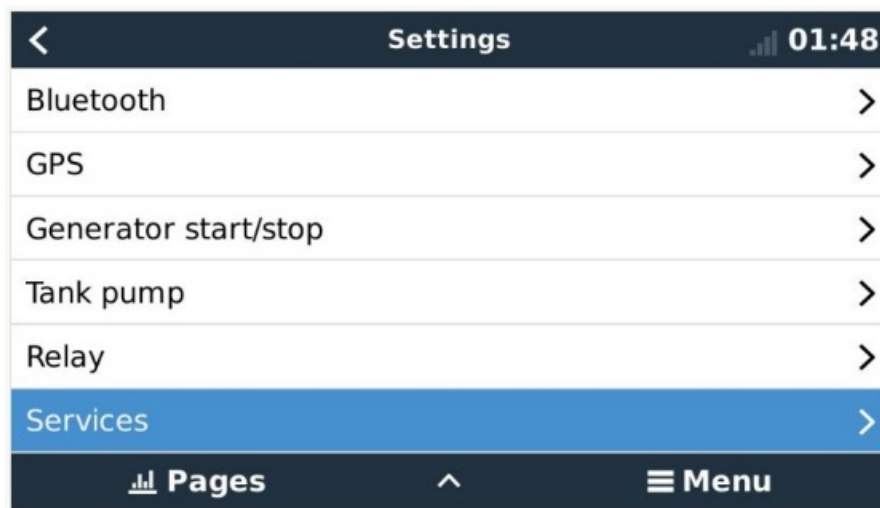 Settings 01:48
Bluetooth
GPS
Generator start/stop
Tank pump
Relay
Services
Pages Menu